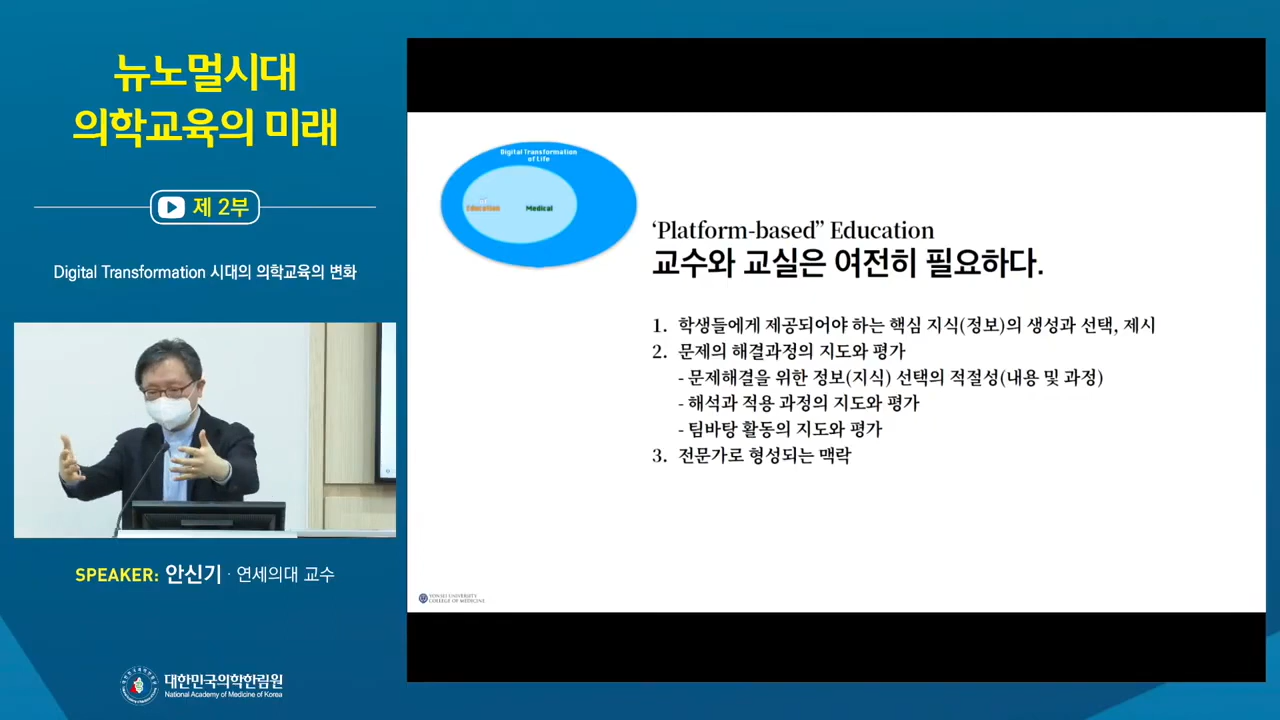 뉴노멀시대
의학교육의 미래
제 2부
Digital Transformation 시대의 의학교육의 변화
SPEAKER: 안신기 · 연세의대 교수
대한민국의학한림원
National Academy of Medicine of Korea
Digital Transformation
of Life
Education
Medical
‘Platform-based” Education
교수와 교실은 여전히 필요하다.
1. 학생들에게 제공되어야 하는 핵심 지식(정보)의 생성과 선택, 제시
2. 문제의 해결과정의 지도와 평가
- 문제해결을 위한 정보(지식) 선택의 적절성(내용 및 과정)
- 해석과 적용 과정의 지도와 평가
- 팀바탕 활동의 지도와 평가
3. 전문가로 형성되는 맥락
YONSEI UNIVERSITY
COLLEGE OF MEDICINE